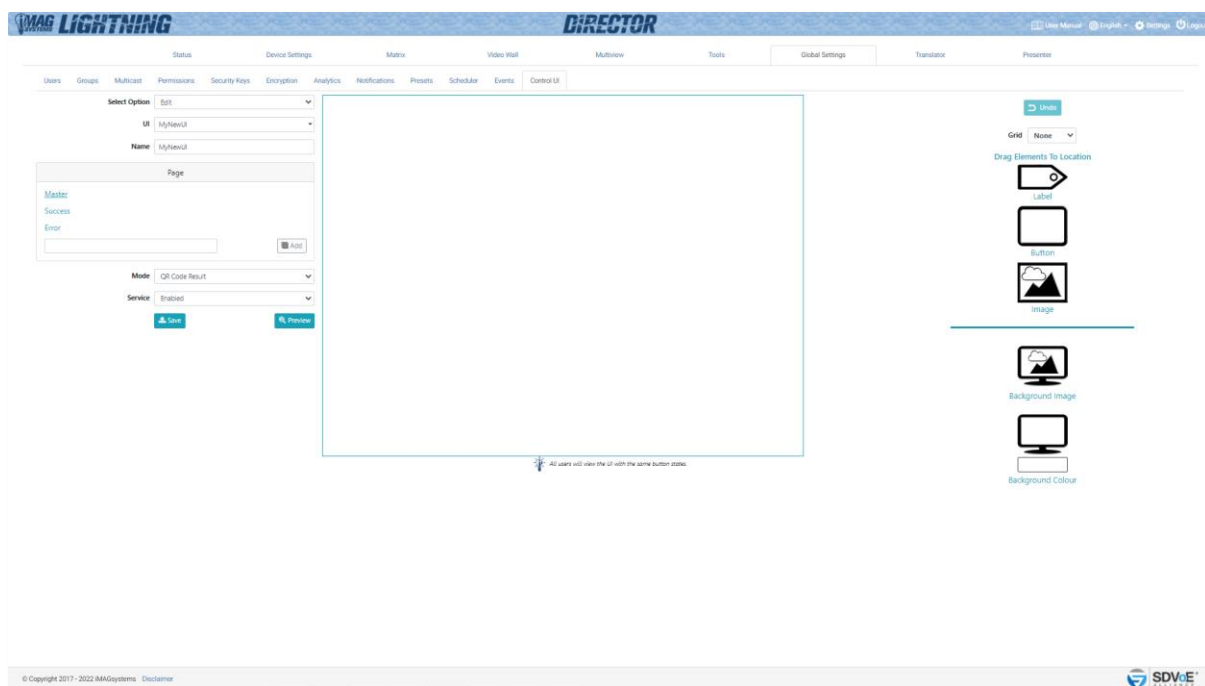 iMAG SYSTEMS LiGHTNiNG DiRECTOR User Manual English Settings Logout
Status Device Settings Matrix Video Wall Multiview Tools Global Settings Translator Presenter
Users Groups Multicast Permissions Security Keys Encryption Analytics Notifications Presets Scheduler Events Control UI
Select Option Edit
UI MyNewUI
Name MyNewUI
Page
Master
Success
Error
Add
Mode QR Code Result
Service Enabled
Save Preview
All users will view the UI with the same button states.
Undo
Grid None
Drag Elements To Location
Label
Button
Image
Background Image
Background Colour
© Copyright 2017 - 2022 iMAGsystems Disclaimer
SDVoE